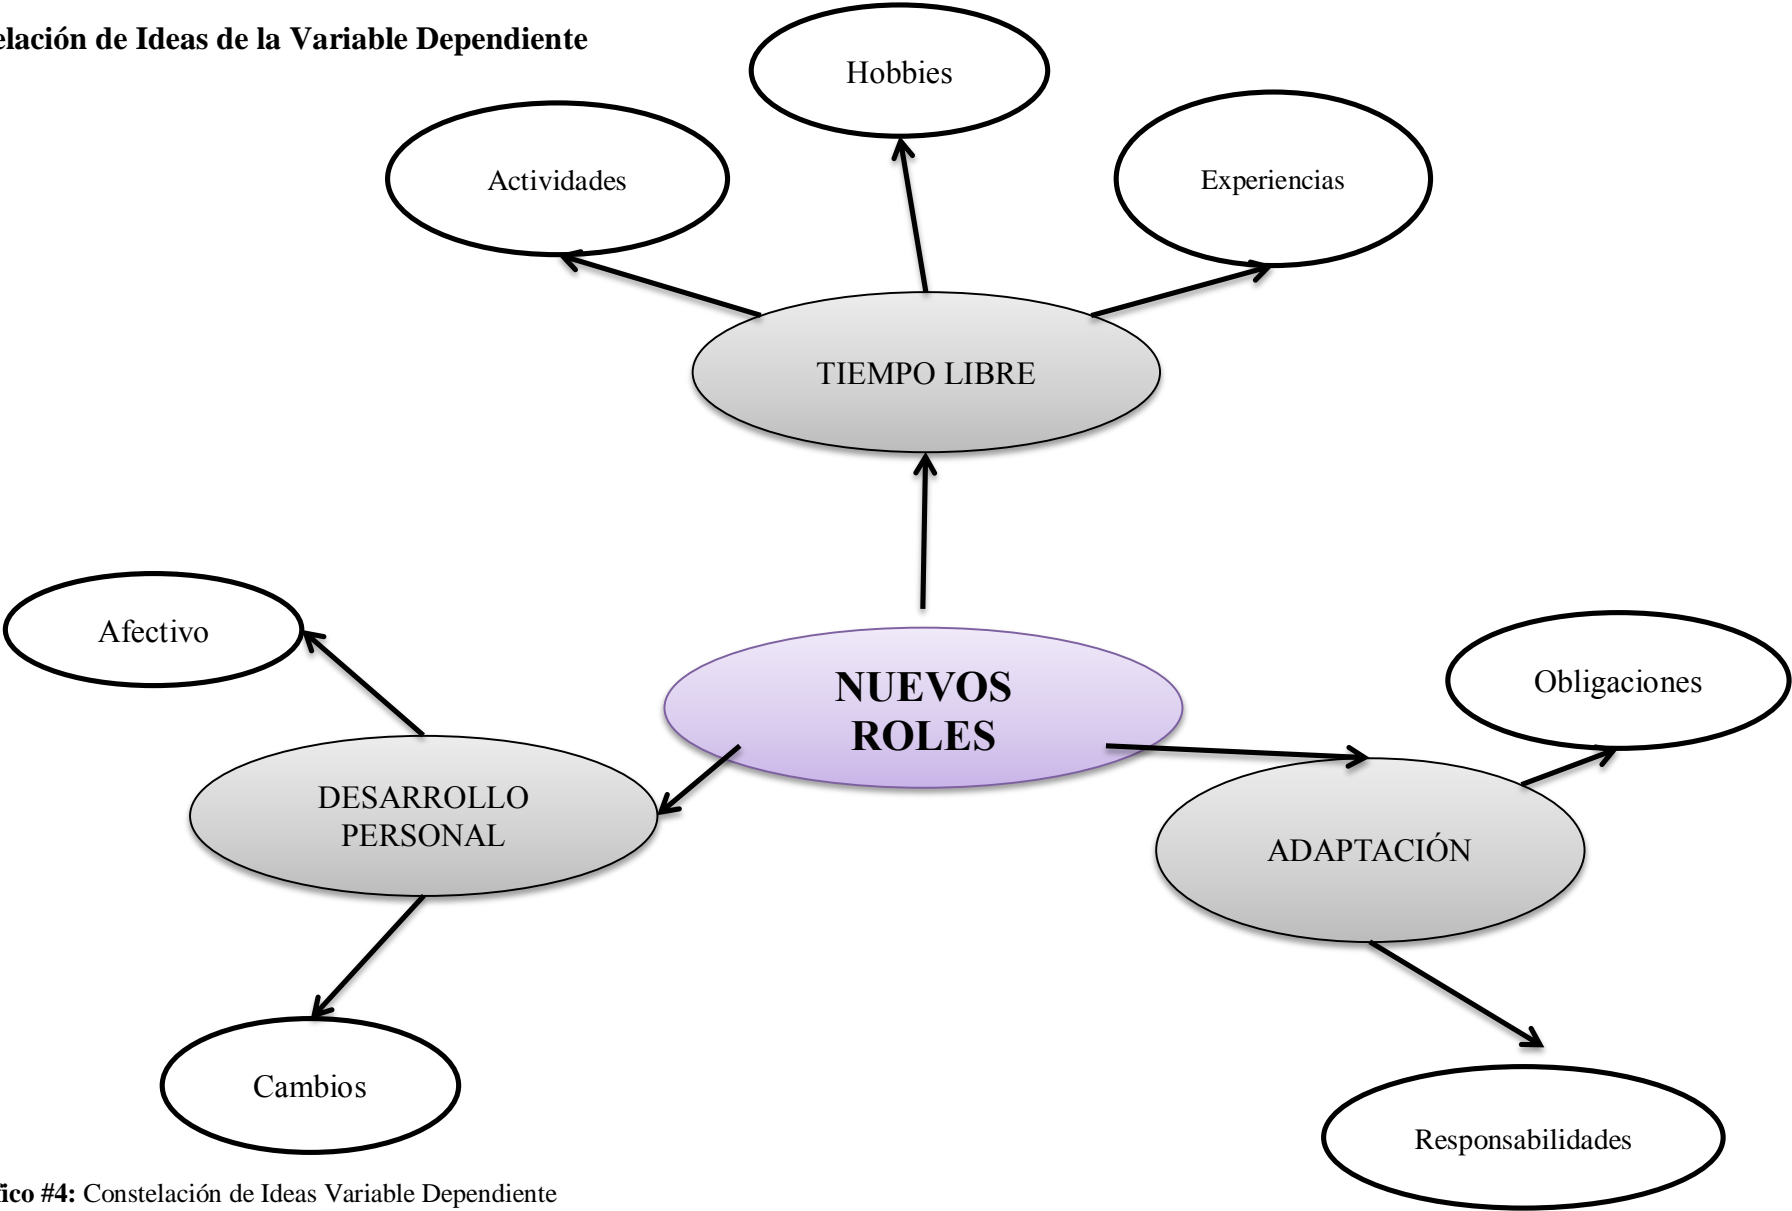 elación de Ideas de la Variable Dependiente
Hobbies
Actividades
Experiencias
TIEMPO LIBRE
Afectivo
NUEVOS
ROLES
Obligaciones
DESARROLLO
PERSONAL
ADAPTACIÓN
Cambios
Responsabilidades
fico #4: Constelación de Ideas Variable Dependiente